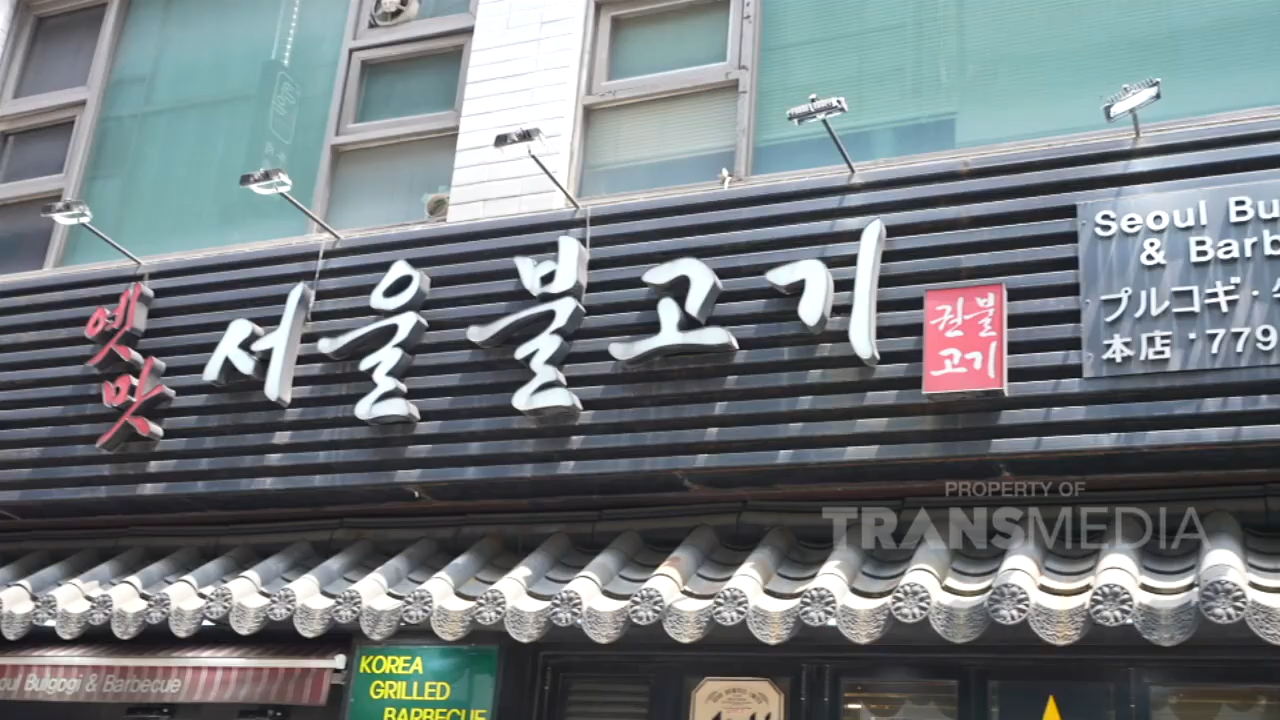 옛맛 서울불고기
권불
고기
Seoul Bu
& Barb
プルコギ・
本店・779
PROPERTY OF
TRANSMEDIA
oul Bulgogi & Barbecue
KOREA
GRILLED
BARBECUE